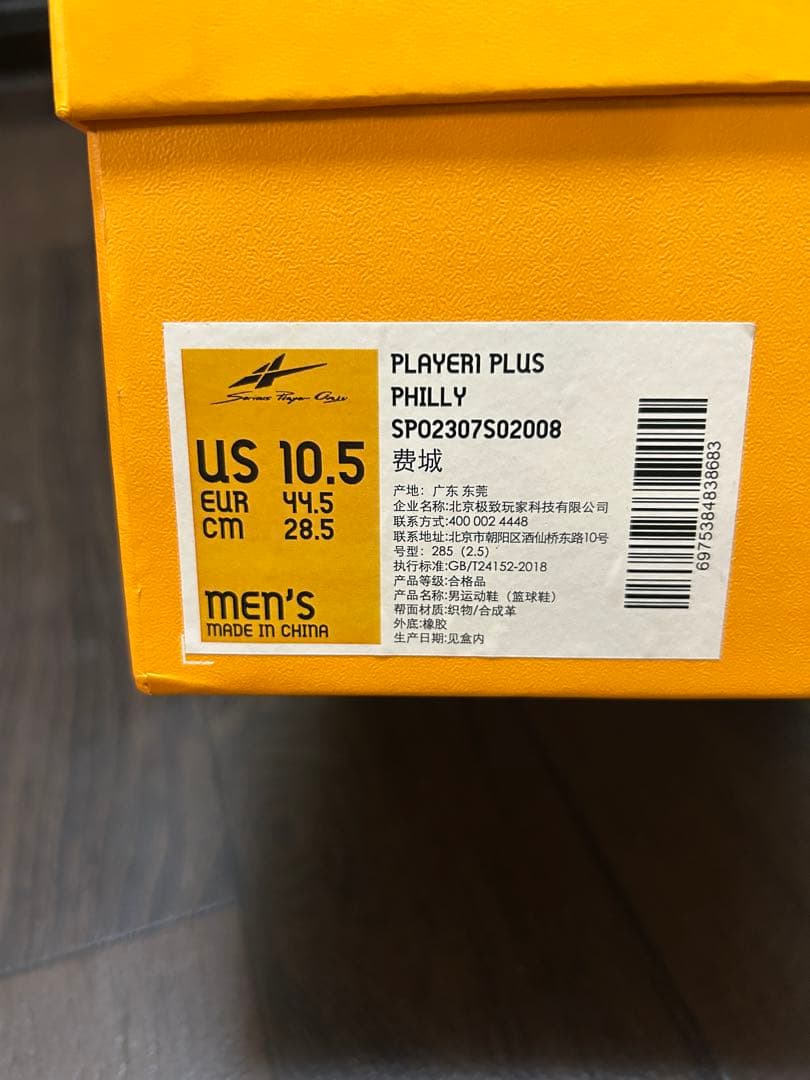 Serious Player Only
US 10.5
EUR 44.5
CM 28.5
MEN'S
MADE IN CHINA
PLAYER1 PLUS
PHILLY
SPO2307S02008
费城
产地：广东 东莞
企业名称:北京极致玩家科技有限公司
联系方式:400 002 4448
联系地址:北京市朝阳区酒仙桥东路10号
号型：285（2.5）
执行标准:GB/T24152-2018
产品等级:合格品
产品名称:男运动鞋（篮球鞋）
帮面材质:织物/合成革
外底:橡胶
生产日期:见盒内
6975384838683